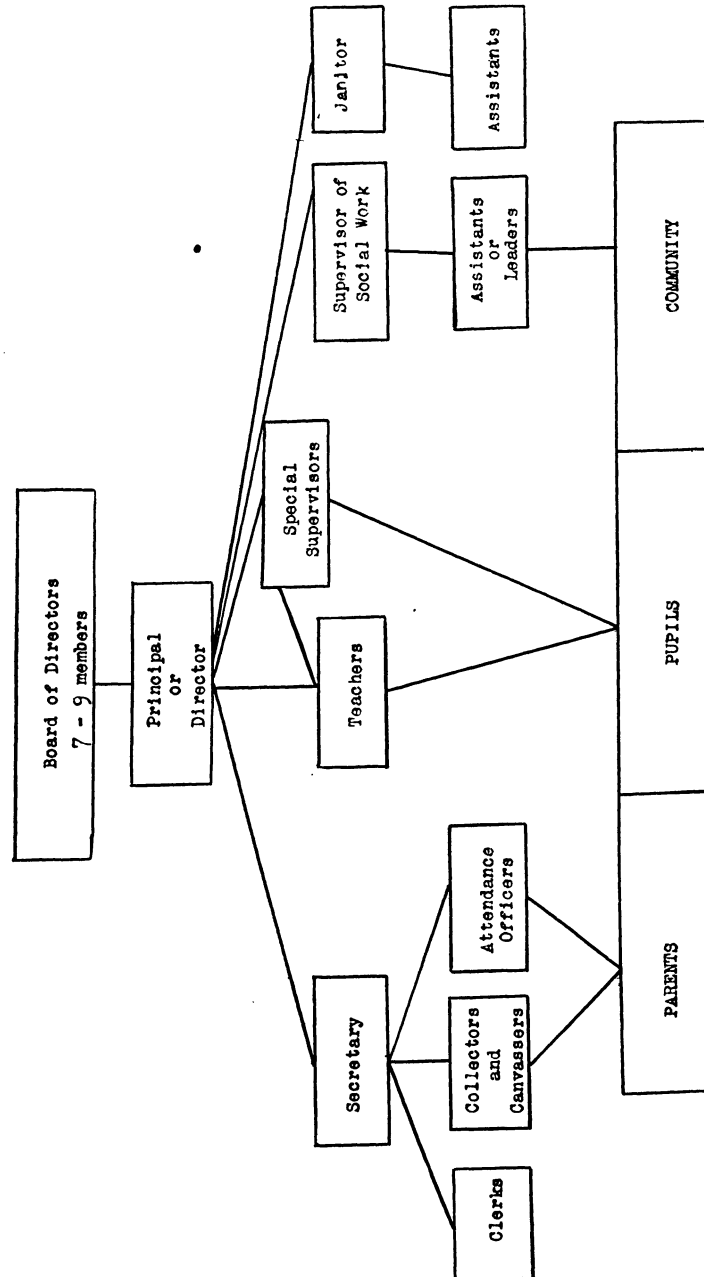 Board of Directors
7 - 9 members
Principal
or
Director
Special
Supervisors
Secretary
Teachers
Supervisor of
Social Work
Janitor
Clerks
Collectors
and
Canvassers
Attendance
Officers
Assistants
or
Leaders
Assistants
PARENTS
PUPILS
COMMUNITY